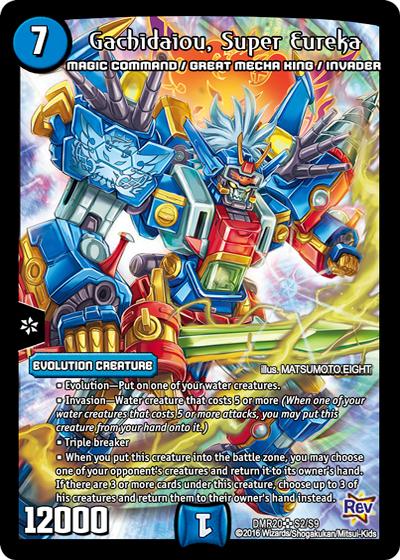 7
Gachidaiou, Super Eureka
MAGIC COMMAND / GREAT MECHA KING / INVADER
illus. MATSUMOTO.EIGHT
EVOLUTION CREATURE
▪ Evolution—Put on one of your water creatures.
▪ Invasion—Water creature that costs 5 or more (When one of your
water creatures that costs 5 or more attacks, you may put this
creature from your hand onto it.)
▪ Triple breaker
▪ When you put this creature into the battle zone, you may choose
one of your opponent's creatures and return it to its owner's hand.
If there are 3 or more cards under this creature, choose up to 3 of
his creatures and return them to their owner's hand instead.
Rev
12000
1
DMR20 S2/S9
©2016 Wizards/Shogakukan/Mitsui-Kids